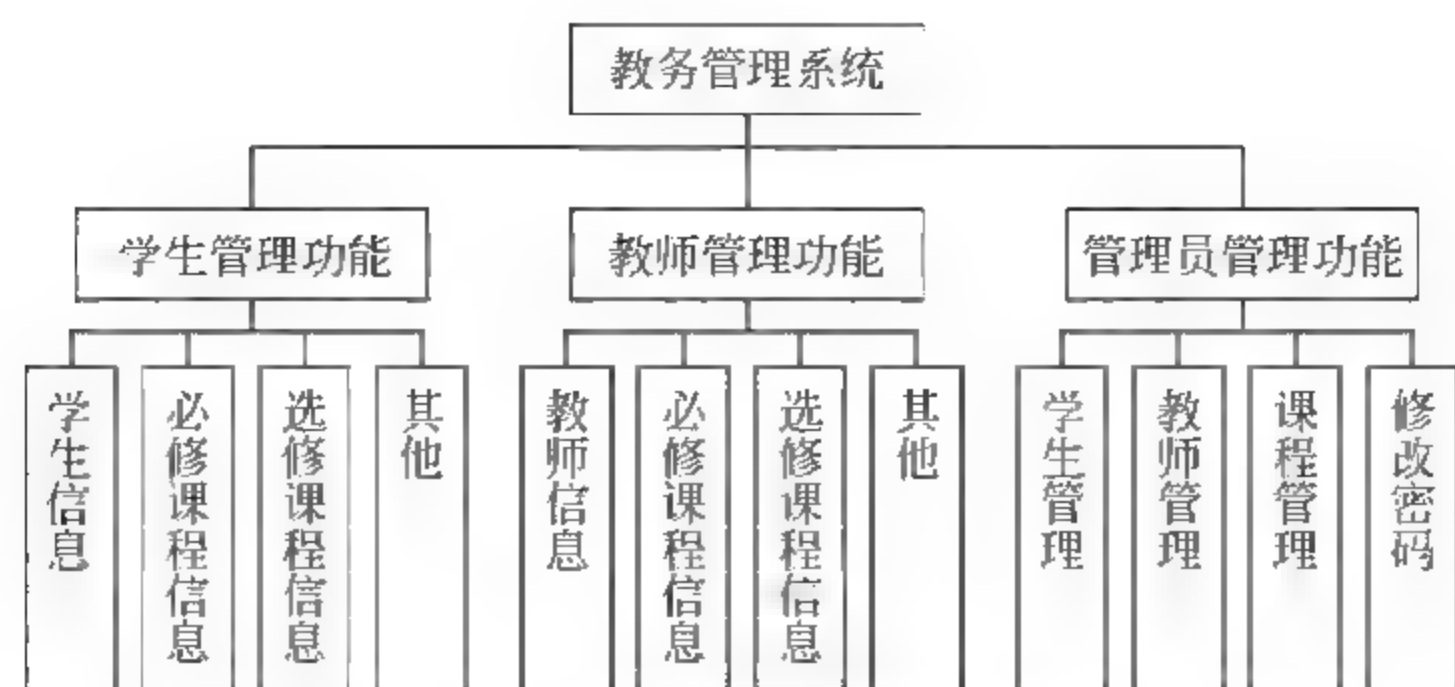 教务管理系统
学生管理功能
教师管理功能
管理员管理功能
学生信息
必修课程信息
选修课程信息
其他
教师信息
必修课程信息
选修课程信息
其他
学生管理
教师管理
课程管理
修改密码